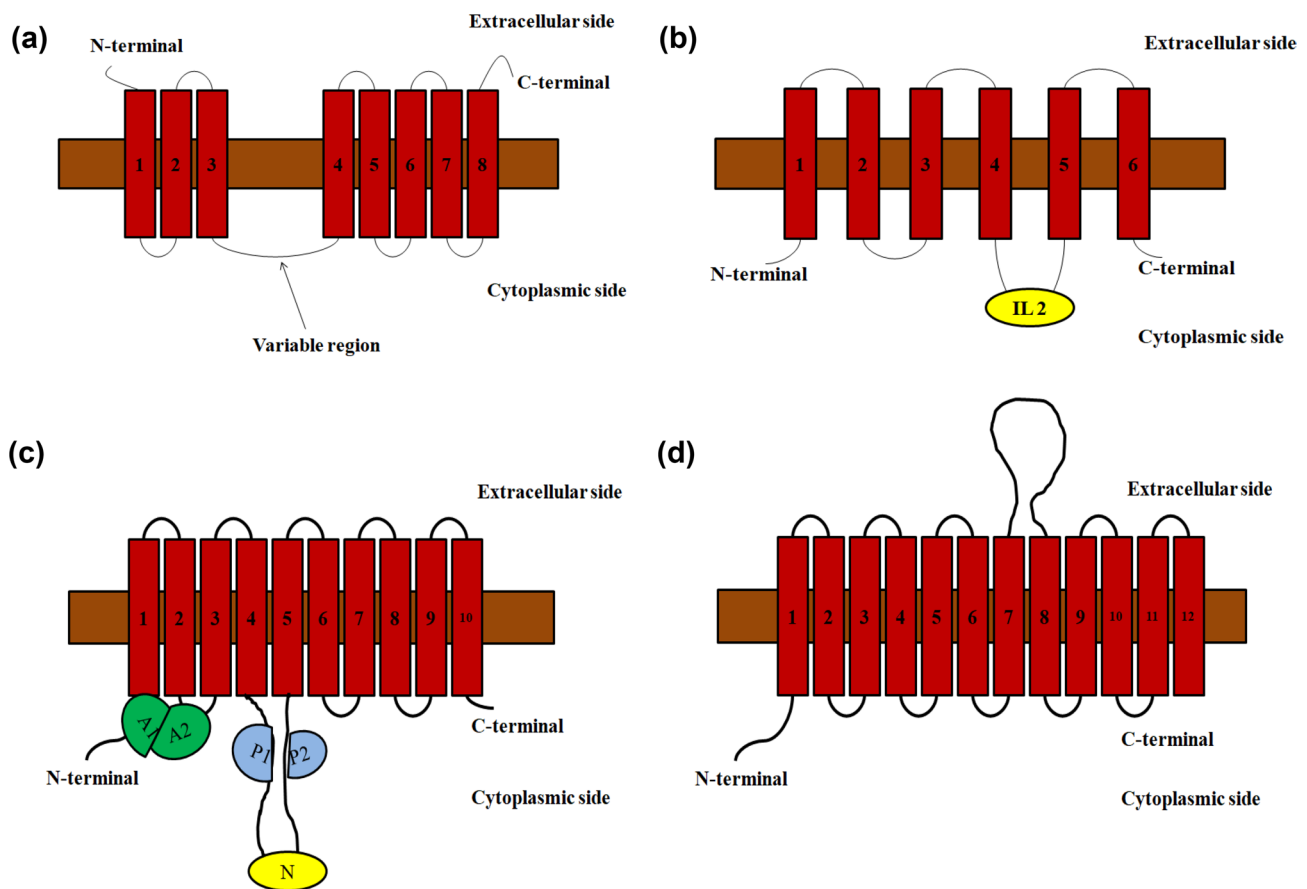 (a)
Extracellular side
N-terminal
C-terminal
1 2 3 4 5 6 7 8
Cytoplasmic side
Variable region
(b)
Extracellular side
1 2 3 4 5 6
N-terminal
C-terminal
IL 2
Cytoplasmic side
(c)
Extracellular side
1 2 3 4 5 6 7 8 9 10
A1 A2
C-terminal
P1 P2
N-terminal
Cytoplasmic side
N
(d)
Extracellular side
1 2 3 4 5 6 7 8 9 10 11 12
C-terminal
N-terminal
Cytoplasmic side